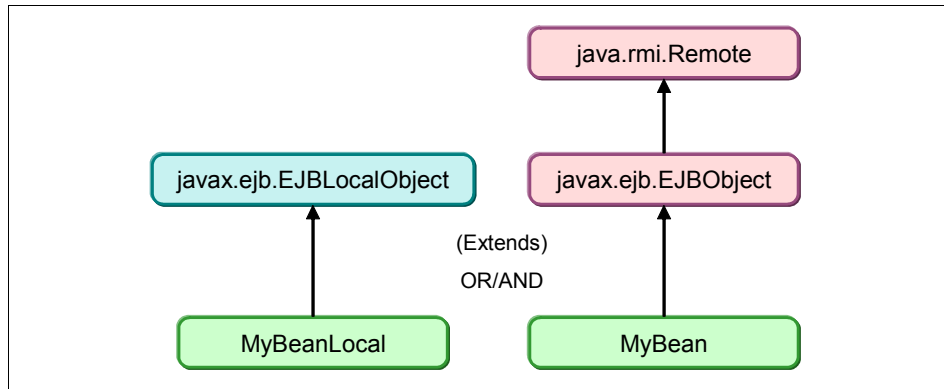 java.rmi.Remote
javax.ejb.EJBLocalObject
javax.ejb.EJBObject
(Extends)
OR/AND
MyBeanLocal
MyBean